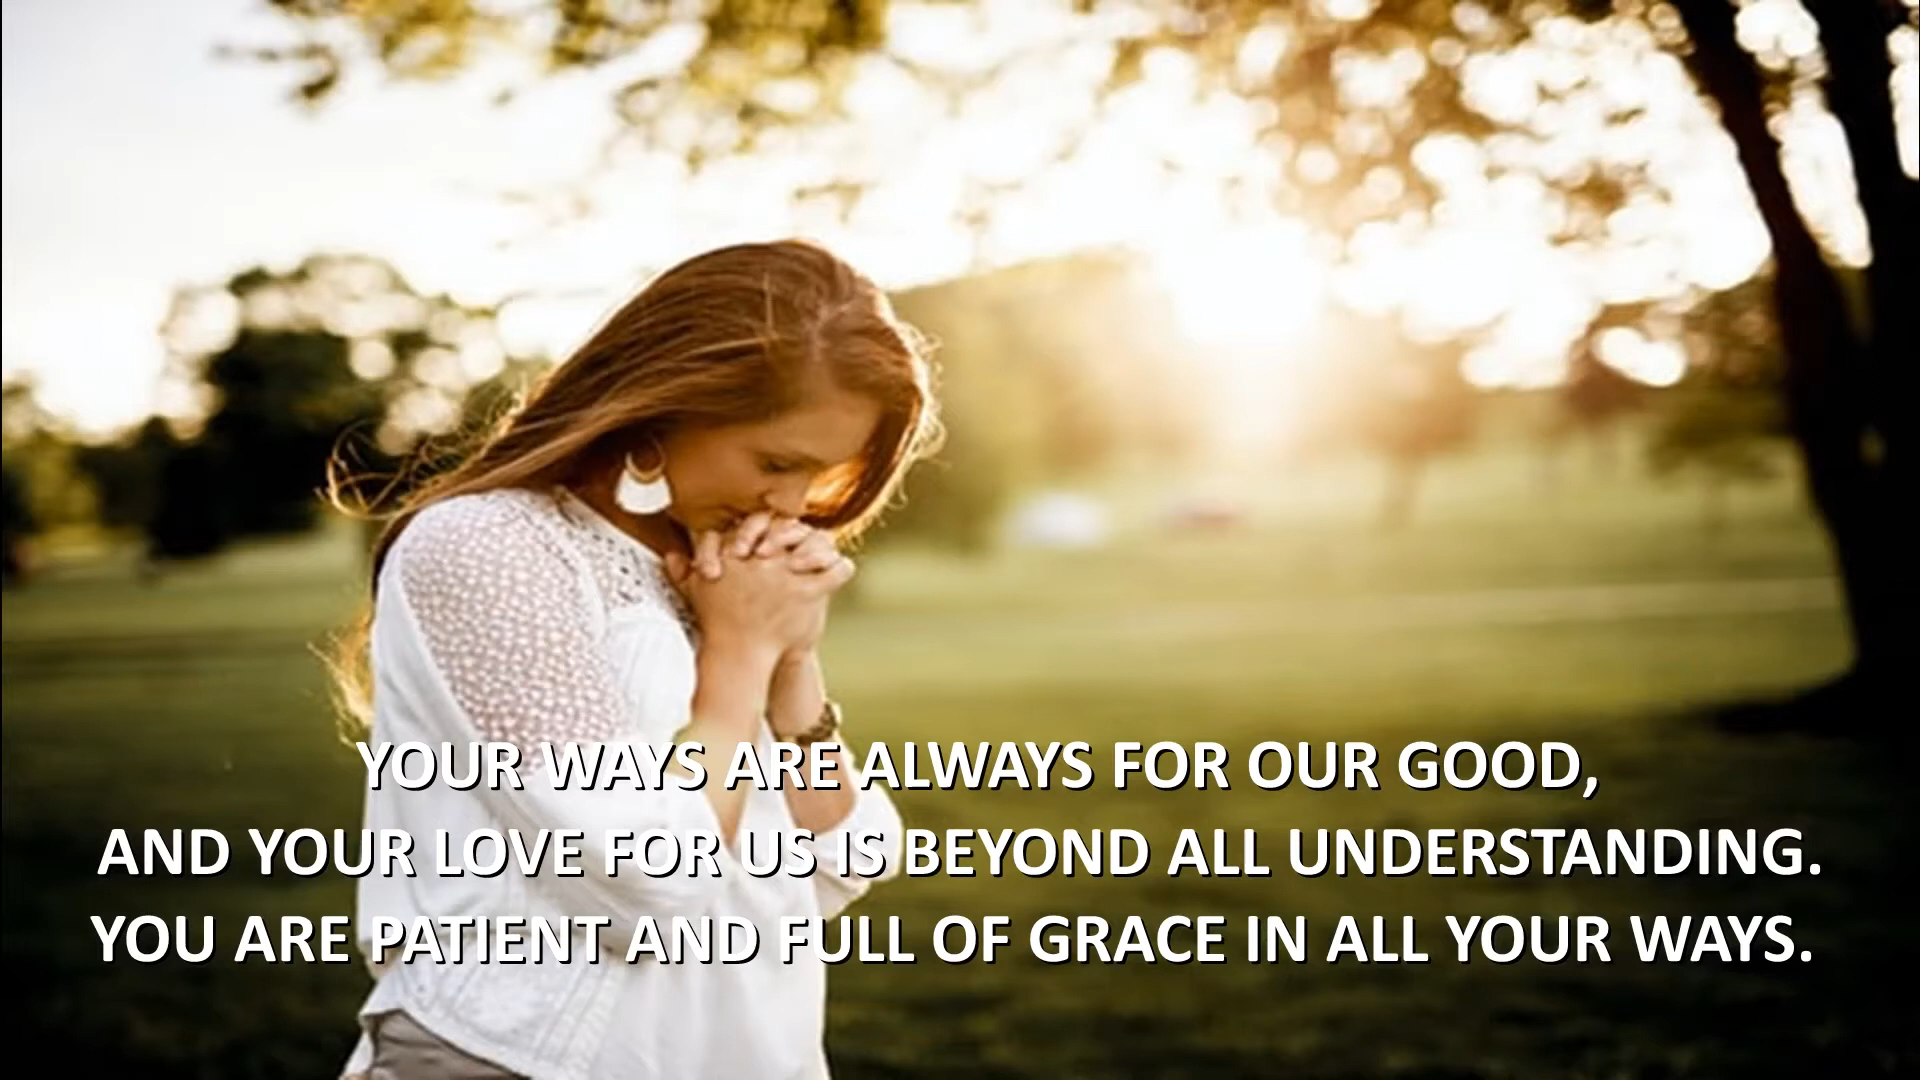 YOUR WAYS ARE ALWAYS FOR OUR GOOD,
AND YOUR LOVE FOR US IS BEYOND ALL UNDERSTANDING.
YOU ARE PATIENT AND FULL OF GRACE IN ALL YOUR WAYS.